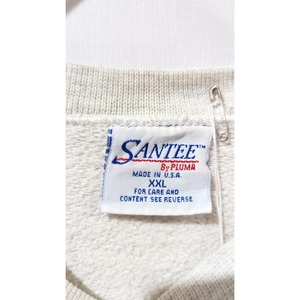 SANTEE™
BY PLUMA
MADE IN U.S.A.
XXL
FOR CARE AND
CONTENT SEE REVERSE